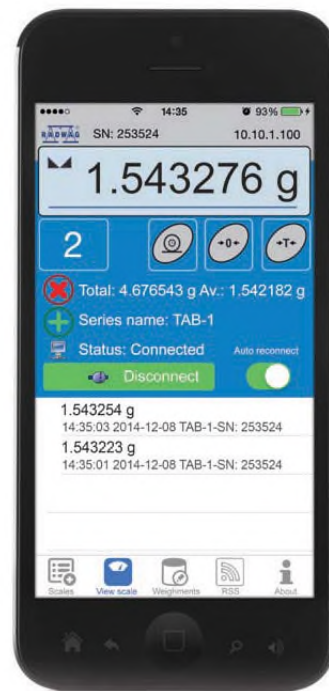 14:35 93%
RADWAG SN: 253524 10.10.1.100
1.543276 g
2 →0← →T←
Total: 4.676543 g Av.: 1.542182 g
Series name: TAB-1
Status: Connected Auto reconnect
Disconnect
1.543254 g
14:35:03 2014-12-08 TAB-1-SN: 253524
1.543223 g
14:35:01 2014-12-08 TAB-1-SN: 253524
Scales View scale Weighments RSS About